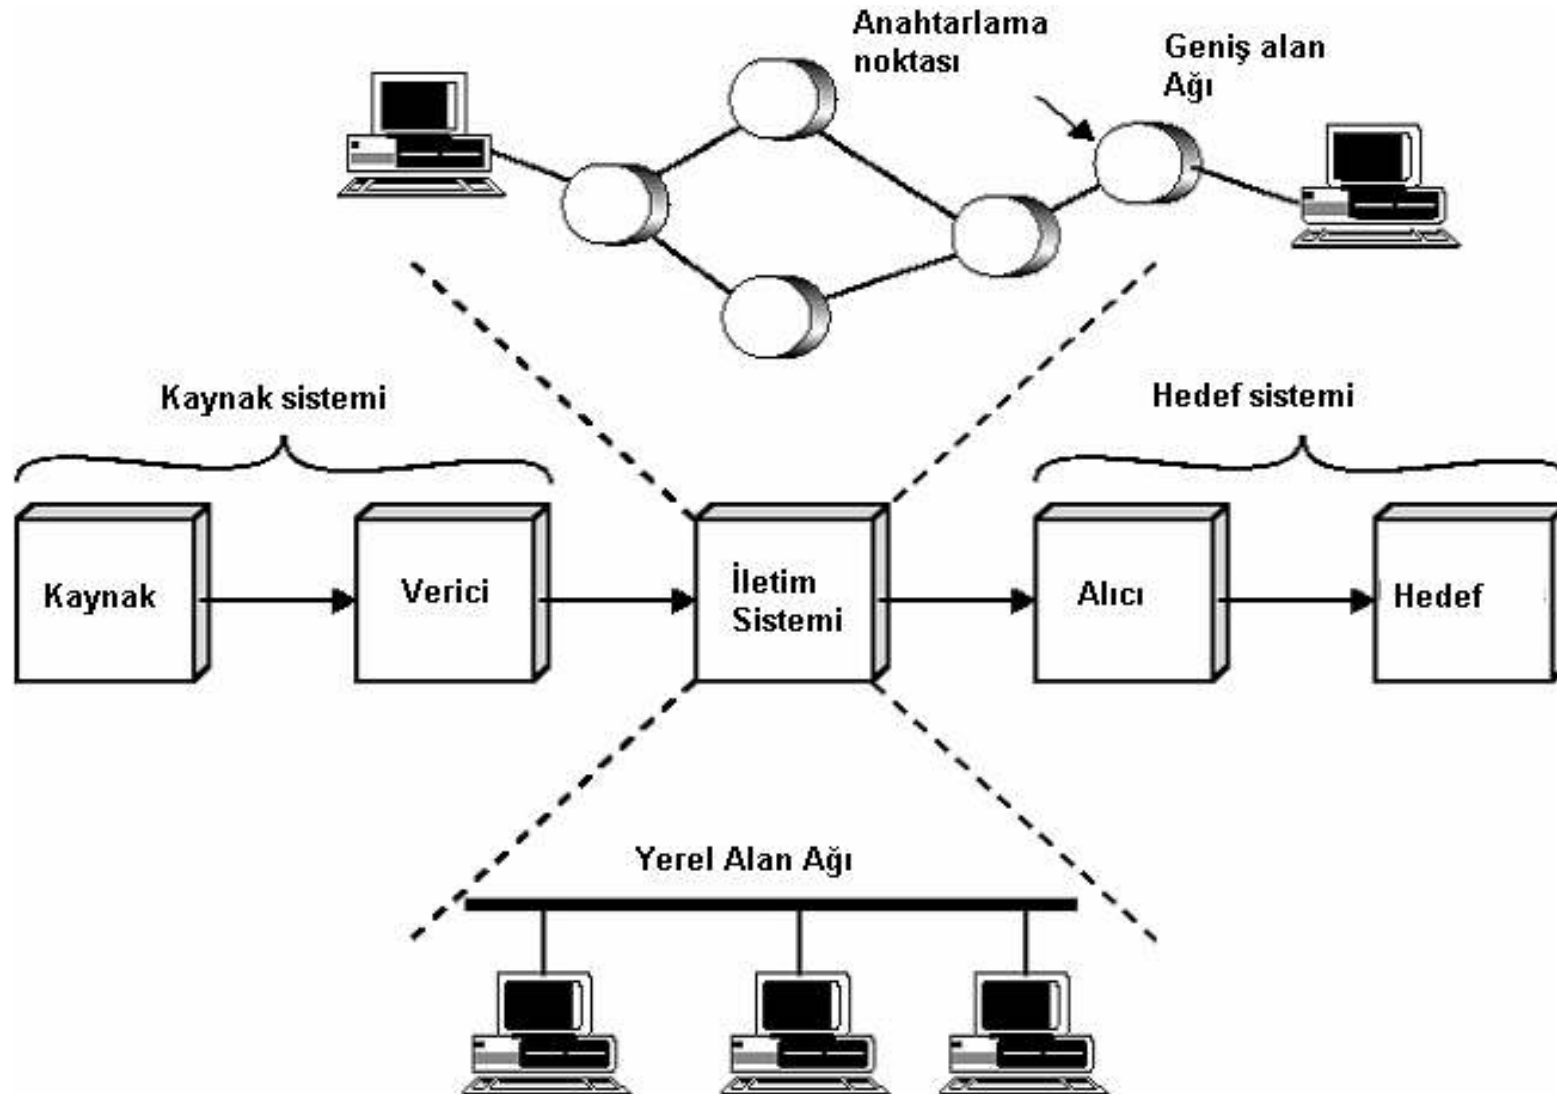 Anahtarlama
noktası
Geniş alan
Ağı
Kaynak sistemi
Hedef sistemi
Kaynak
Verici
İletim
Sistemi
Alıcı
Hedef
Yerel Alan Ağı